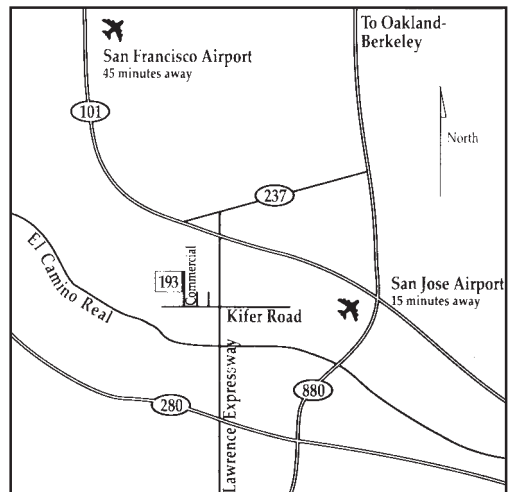 To Oakland-
Berkeley
San Francisco Airport
45 minutes away
101
North
237
El Camino Real
193
Commercial
San Jose Airport
15 minutes away
Kifer Road
Lawrence Expressway
880
280